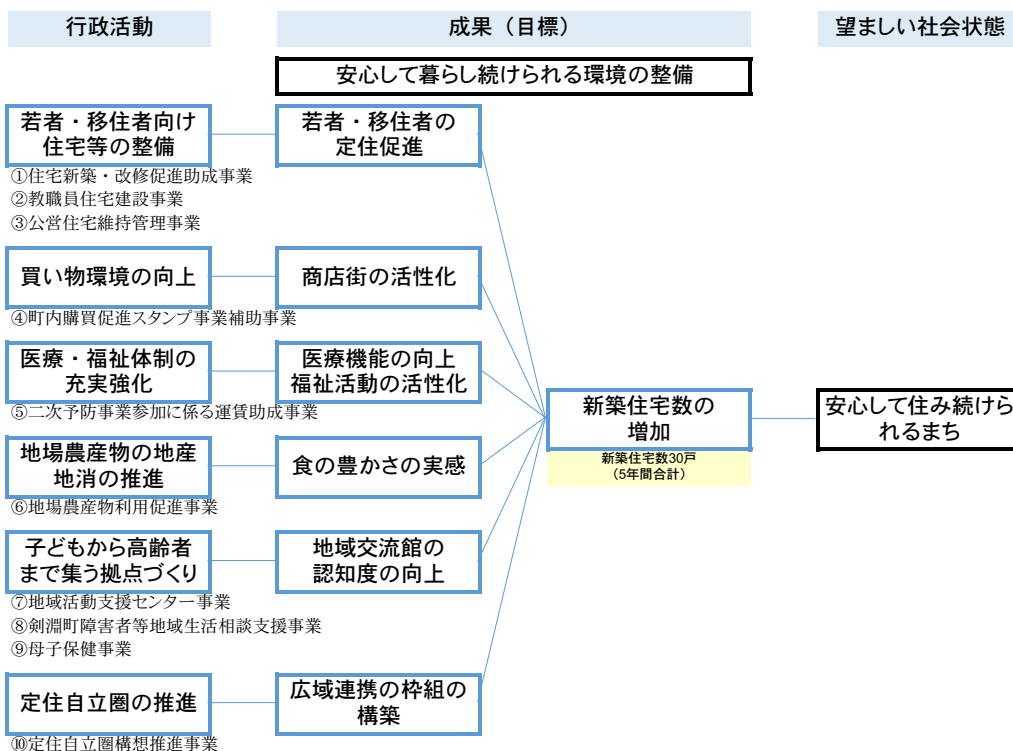 行政活動
成果（目標）
望ましい社会状態
安心して暮らし続けられる環境の整備
若者・移住者向け
住宅等の整備
若者・移住者の
定住促進
①住宅新築・改修促進助成事業
②教職員住宅建設事業
③公営住宅維持管理事業
買い物環境の向上
商店街の活性化
④町内購買促進スタンプ事業補助事業
医療・福祉体制の
充実強化
医療機能の向上
福祉活動の活性化
⑤二次予防事業参加に係る運賃助成事業
新築住宅数の
増加
新築住宅数30戸
（5年間合計）
安心して住み続けら
れるまち
地場農産物の地産
地消の推進
食の豊かさの実感
⑥地場農産物利用促進事業
子どもから高齢者
まで集う拠点づくり
地域交流館の
認知度の向上
⑦地域活動支援センター事業
⑧剣淵町障害者等地域生活相談支援事業
⑨母子保健事業
定住自立圏の推進
広域連携の枠組の
構築
⑩定住自立圏構想推進事業